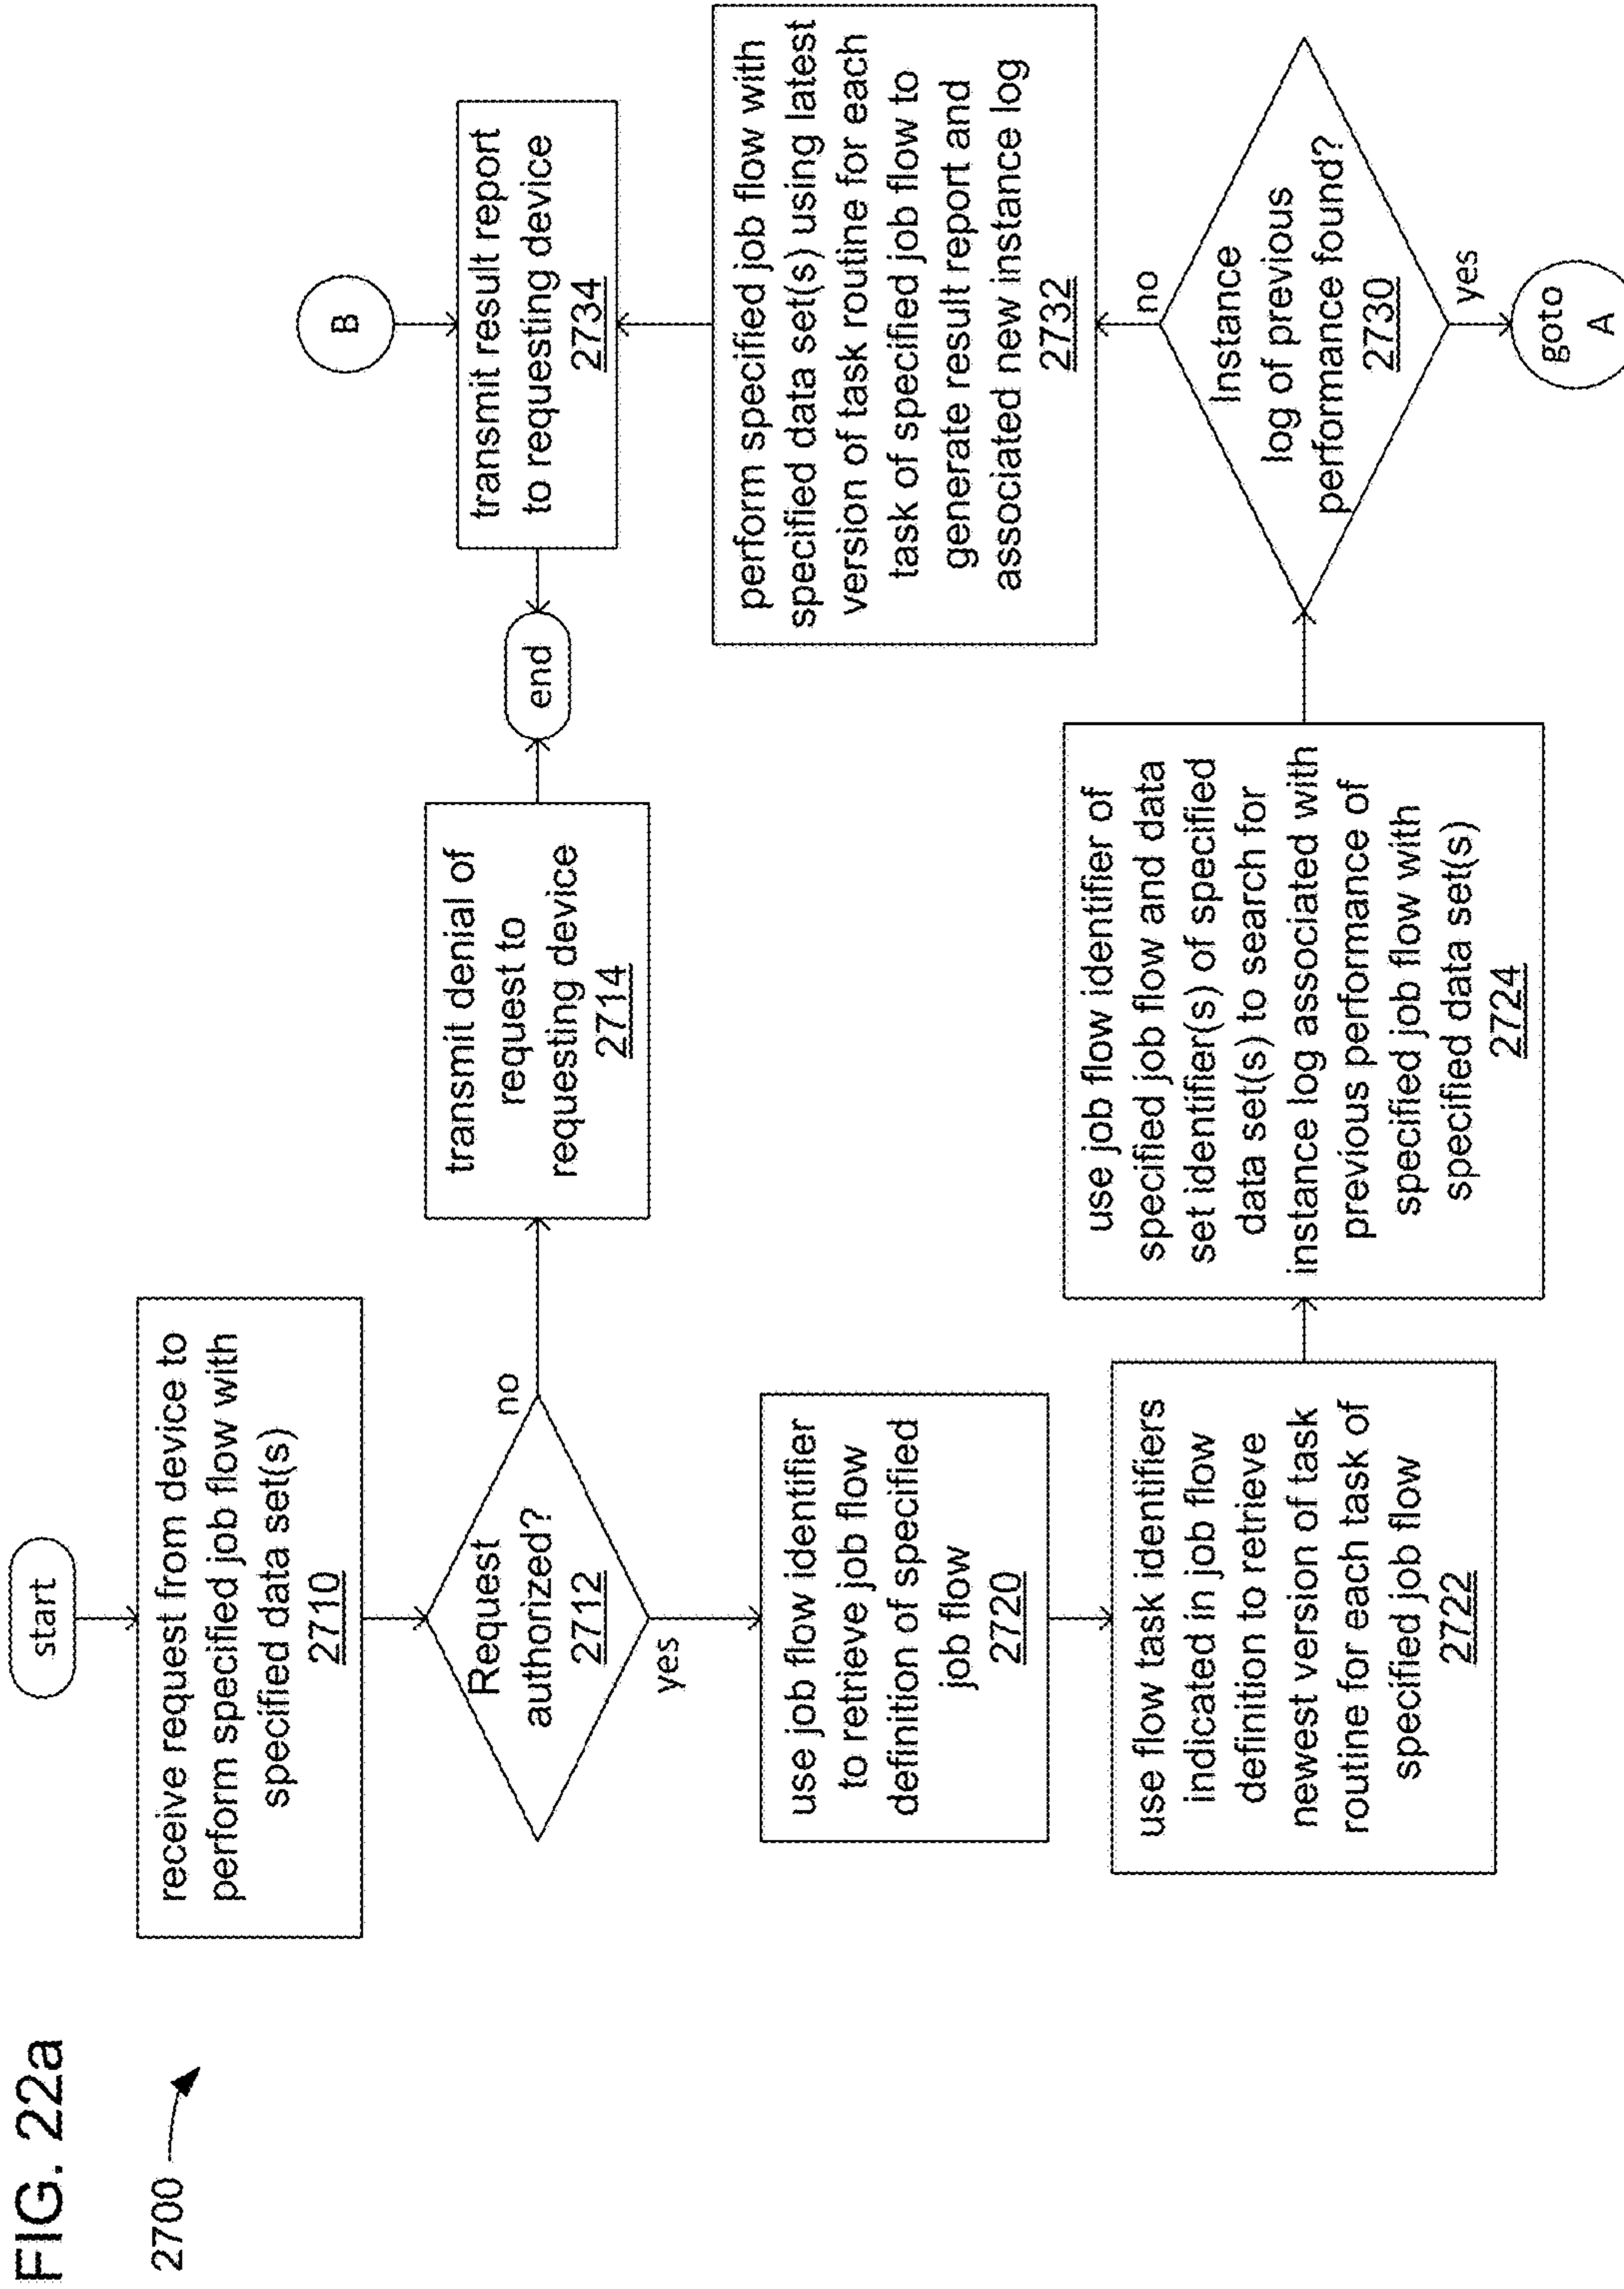 FIG. 22a
2700
start
receive request from device to
perform specified job flow with
specified data set(s)
2710
Request
authorized?
2712
no
yes
transmit denial of
request to
requesting device
2714
end
use job flow identifier
to retrieve job flow
definition of specified
job flow
2720
use flow task identifiers
indicated in job flow
definition to retrieve
newest version of task
routine for each task of
specified job flow
2722
use job flow identifier of
specified job flow and data
set identifier(s) of specified
data set(s) to search for
instance log associated with
previous performance of
specified job flow with
specified data set(s)
2724
Instance
log of previous
performance found?
2730
no
yes
goto
A
perform specified job flow with
specified data set(s) using latest
version of task routine for each
task of specified job flow to
generate result report and
associated new instance log
2732
B
transmit result report
to requesting device
2734